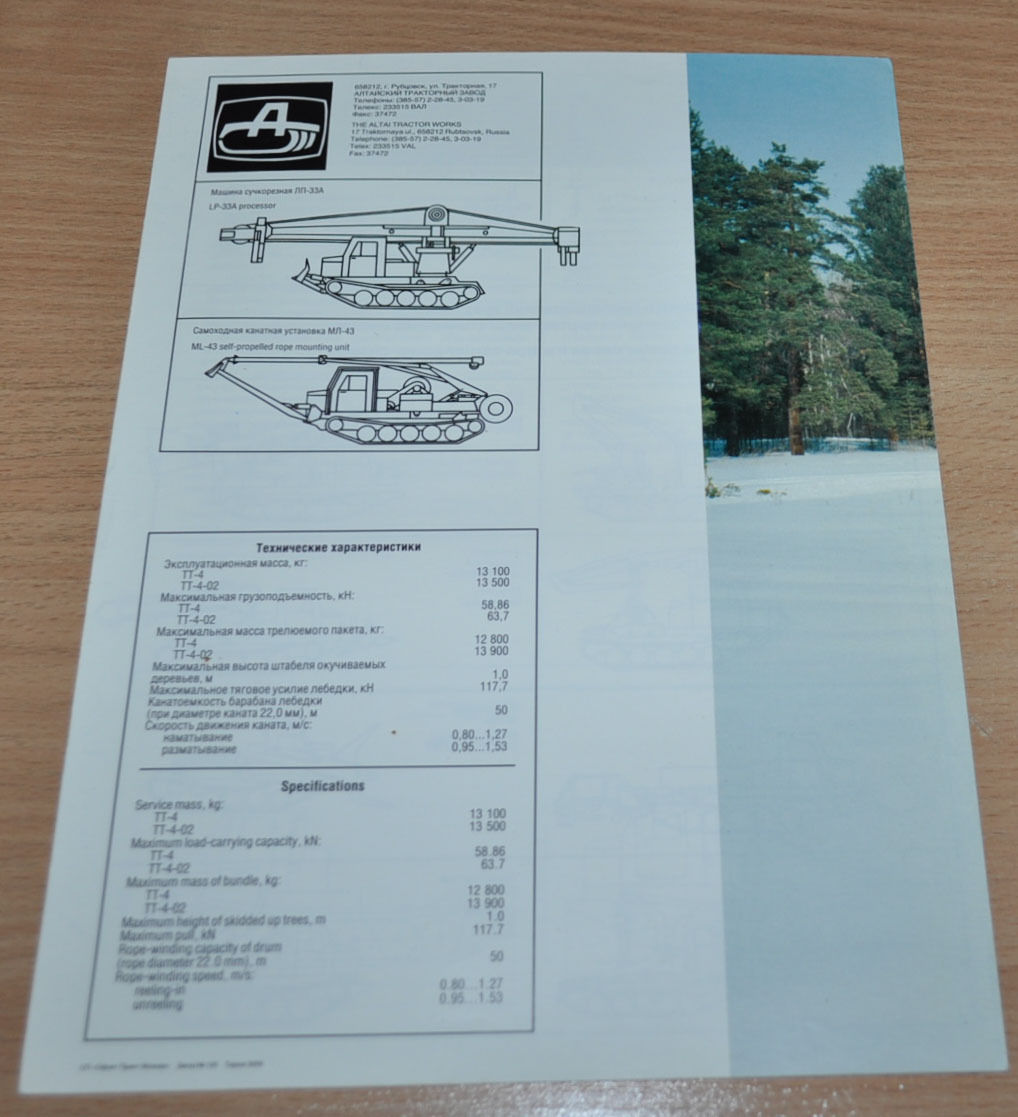 658212, г. Рубцовск, ул. Тракторная, 17
АЛТАЙСКИЙ ТРАКТОРНЫЙ ЗАВОД
Телефоны: (385-57) 2-28-45, 3-03-19
Телекс: 233515 ВАЛ
Факс: 37472
THE ALTAI TRACTOR WORKS
17 Traktornaya ul., 658212 Rubtsovsk, Russia
Telephone: (385-57) 2-28-45, 3-03-19
Telex: 233515 VAL
Fax: 37472
Машина сучкорезная ЛП-33А
LP-33A processor
Самоходная канатная установка МЛ-43
ML-43 self-propelled rope mounting unit
Технические характеристики
Эксплуатационная масса, кг:
ТТ-4 13 100
ТТ-4-02 13 500
Максимальная грузоподъемность, кН:
ТТ-4 58,86
ТТ-4-02 63,7
Максимальная масса трелюемого пакета, кг:
ТТ-4 12 800
ТТ-4-02 13 900
Максимальная высота штабеля окучиваемых
деревьев, м 1,0
Максимальное тяговое усилие лебедки, кН 117,7
Канатоемкость барабана лебедки
(при диаметре каната 22,0 мм), м 50
Скорость движения каната, м/с:
наматывание 0,80...1,27
разматывание 0,95...1,53
Specifications
Service mass, kg:
TT-4 13 100
TT-4-02 13 500
Maximum load-carrying capacity, kN:
TT-4 58.86
TT-4-02 63.7
Maximum mass of bundle, kg:
TT-4 12 800
TT-4-02 13 900
Maximum height of skidded up trees, m 1.0
Maximum pull, kN 117.7
Rope-winding capacity of drum
(rope diameter 22.0 mm), m 50
Rope-winding speed, m/s:
reeling-in 0.80...1.27
unreeling 0.95...1.53